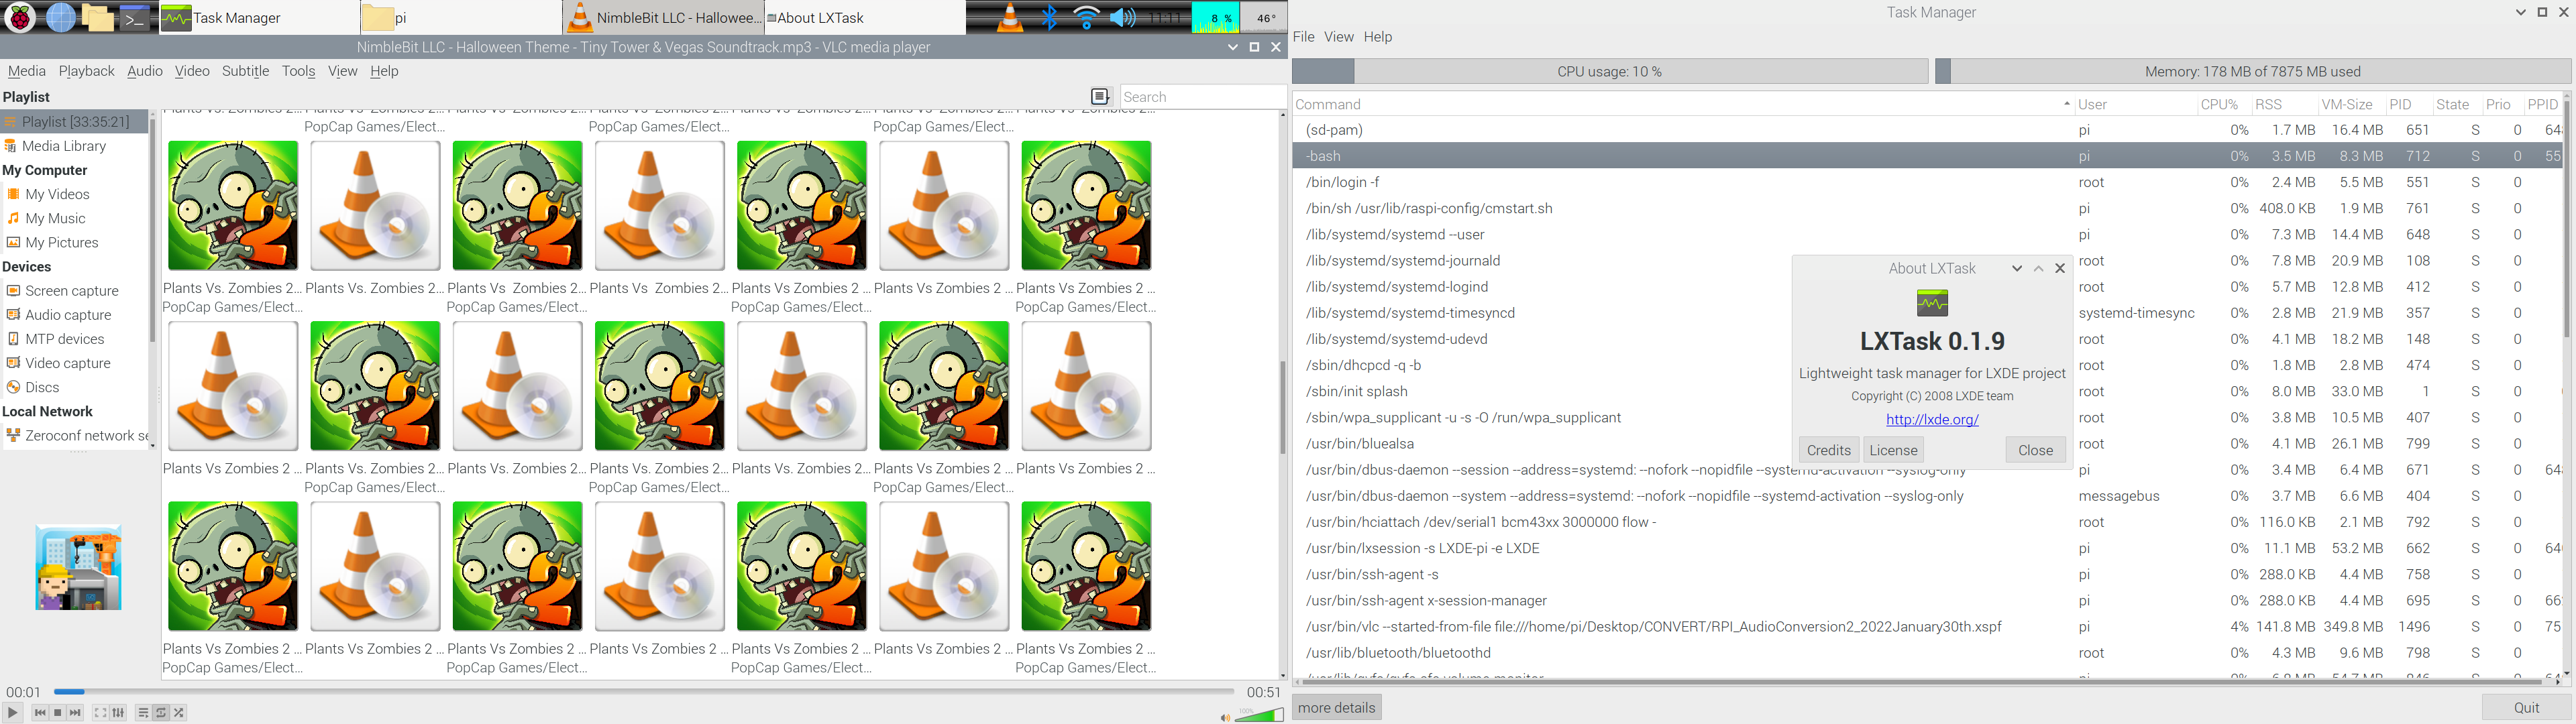 Task Manager
pi
NimbleBit LLC - Hallowee...
About LXTask
11:11
8 %
46°
NimbleBit LLC - Halloween Theme - Tiny Tower & Vegas Soundtrack.mp3 - VLC media player
Media Playback Audio Video Subtitle Tools View Help
Playlist
Search
Playlist [33:35:21]
Media Library
My Computer
My Videos
My Music
My Pictures
Devices
Screen capture
Audio capture
MTP devices
Video capture
Discs
Local Network
Zeroconf network se
PopCap Games/Elect... PopCap Games/Elect... PopCap Games/Elect...
Plants Vs. Zombies 2 ... Plants Vs. Zombies 2... Plants Vs  Zombies 2 ... Plants Vs  Zombies 2... Plants Vs Zombies 2 ... Plants Vs Zombies 2 ... Plants Vs Zombies 2 ...
PopCap Games/Elect... PopCap Games/Elect... PopCap Games/Elect... PopCap Games/Elect...
Plants Vs Zombies 2 ... Plants Vs. Zombies 2 ... Plants Vs. Zombies 2 ... Plants Vs. Zombies 2 ... Plants Vs. Zombies 2 ... Plants Vs Zombies 2 ... Plants Vs Zombies 2 ...
PopCap Games/Elect... PopCap Games/Elect... PopCap Games/Elect...
Plants Vs Zombies 2 ... Plants Vs Zombies 2 ... Plants Vs Zombies 2 ... Plants Vs Zombies 2 ... Plants Vs Zombies 2 ... Plants Vs Zombies 2 ... Plants Vs Zombies 2 ...
PopCap Games/Elect... PopCap Games/Elect... PopCap Games/Elect... PopCap Games/Elect...
00:01
00:51
100%
Task Manager
File View Help
CPU usage: 10 %
Memory: 178 MB of 7875 MB used
Command User CPU% RSS VM-Size PID State Prio PPID
(sd-pam) pi 0% 1.7 MB 16.4 MB 651 S 0 64
-bash pi 0% 3.5 MB 8.3 MB 712 S 0 55
/bin/login -f root 0% 2.4 MB 5.5 MB 551 S 0
/bin/sh /usr/lib/raspi-config/cmstart.sh pi 0% 408.0 KB 1.9 MB 761 S 0
/lib/systemd/systemd --user pi 0% 7.3 MB 14.4 MB 648 S 0
/lib/systemd/systemd-journald root 0% 7.8 MB 20.9 MB 108 S 0
/lib/systemd/systemd-logind root 0% 5.7 MB 12.8 MB 412 S 0
/lib/systemd/systemd-timesyncd systemd-timesync 0% 2.8 MB 21.9 MB 357 S 0
/lib/systemd/systemd-udevd root 0% 4.1 MB 18.2 MB 148 S 0
/sbin/dhcpcd -q -b root 0% 1.8 MB 2.8 MB 474 S 0
/sbin/init splash root 0% 8.0 MB 33.0 MB 1 S 0
/sbin/wpa_supplicant -u -s -O /run/wpa_supplicant root 0% 3.8 MB 10.5 MB 407 S 0
/usr/bin/bluealsa root 0% 4.1 MB 26.1 MB 799 S 0
/usr/bin/dbus-daemon --session --address=systemd: --nofork --nopidfile --systemd-activation --syslog-only pi 0% 3.4 MB 6.4 MB 671 S 0 64
/usr/bin/dbus-daemon --system --address=systemd: --nofork --nopidfile --systemd-activation --syslog-only messagebus 0% 3.7 MB 6.6 MB 404 S 0
/usr/bin/hciattach /dev/serial1 bcm43xx 3000000 flow - root 0% 116.0 KB 2.1 MB 792 S 0
/usr/bin/lxsession -s LXDE-pi -e LXDE pi 0% 11.1 MB 53.2 MB 662 S 0 64
/usr/bin/ssh-agent -s pi 0% 288.0 KB 4.4 MB 758 S 0
/usr/bin/ssh-agent x-session-manager pi 0% 288.0 KB 4.4 MB 695 S 0 66
/usr/bin/vlc --started-from-file file:///home/pi/Desktop/CONVERT/RPI_AudioConversion2_2022January30th.xspf pi 4% 141.8 MB 349.8 MB 1496 S 0 75
/usr/lib/bluetooth/bluetoothd root 0% 4.3 MB 9.6 MB 798 S 0
About LXTask
LXTask 0.1.9
Lightweight task manager for LXDE project
Copyright (C) 2008 LXDE team
http://lxde.org/
Credits License Close
more details
Quit